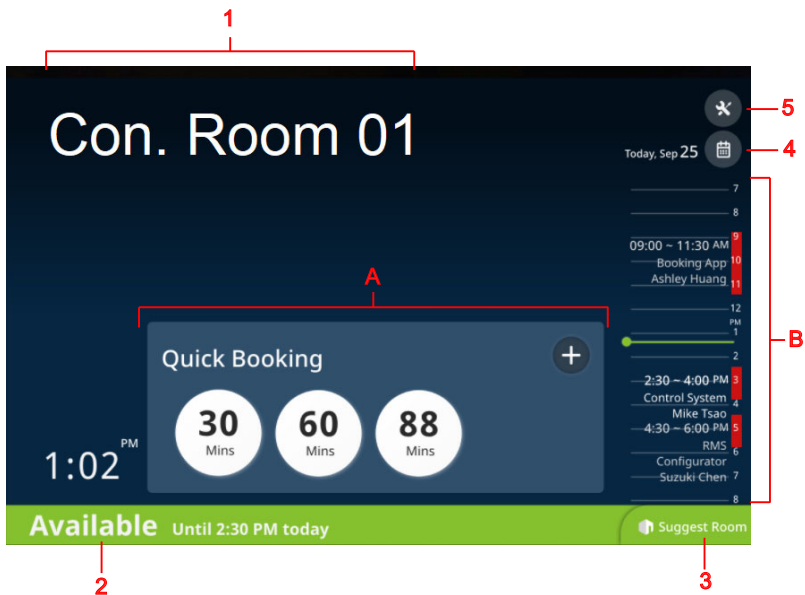 1
Con. Room 01
5
Today, Sep 25
4
7
8
9
09:00 ~ 11:30 AM
Booking App 10
Ashley Huang 11
A
12
PM
1
B
Quick Booking
+
2
2:30 ~ 4:00 PM 3
Control System 4
Mike Tsao
4:30 ~ 6:00 PM 5
RMS 6
Configurator
Suzuki Chen 7
8
30 60 88
Mins Mins Mins
1:02 PM
Available Until 2:30 PM today
Suggest Room
2
3